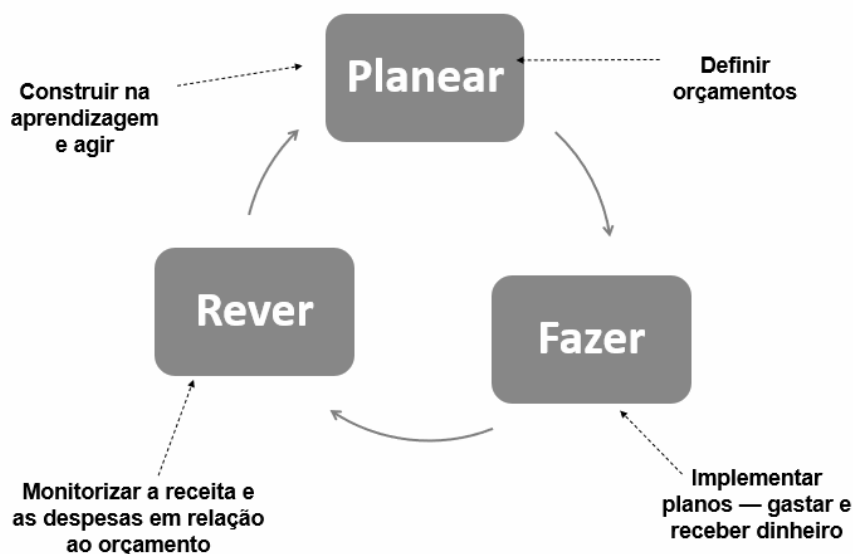 Planear
Definir
orçamentos
Construir na
aprendizagem
e agir
Rever
Fazer
Monitorizar a receita e
as despesas em relação
ao orçamento
Implementar
planos — gastar e
receber dinheiro